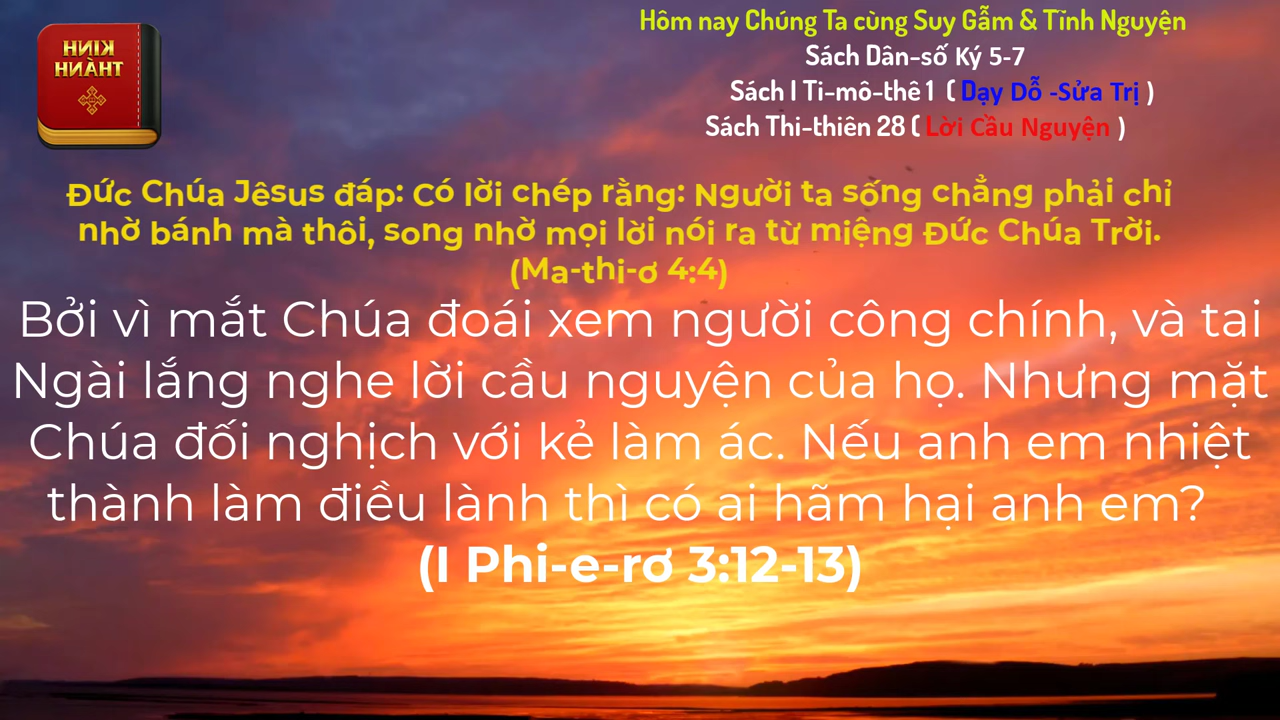 KINH
THÀNH
Hôm nay Chúng Ta cùng Suy Gẫm & Tĩnh Nguyện
Sách Dân-số Ký 5-7
Sách I Ti-mô-thê 1 ( Dạy Dỗ -Sửa Trị )
Sách Thi-thiên 28 ( Lời Cầu Nguyện )
Đức Chúa Jêsus đáp: Có lời chép rằng: Người ta sống chẳng phải chỉ
nhờ bánh mà thôi, song nhờ mọi lời nói ra từ miệng Đức Chúa Trời.
(Ma-thi-ơ 4:4)
Bởi vì mắt Chúa đoái xem người công chính, và tai
Ngài lắng nghe lời cầu nguyện của họ. Nhưng mặt
Chúa đối nghịch với kẻ làm ác. Nếu anh em nhiệt
thành làm điều lành thì có ai hãm hại anh em?
(I Phi-e-rơ 3:12-13)